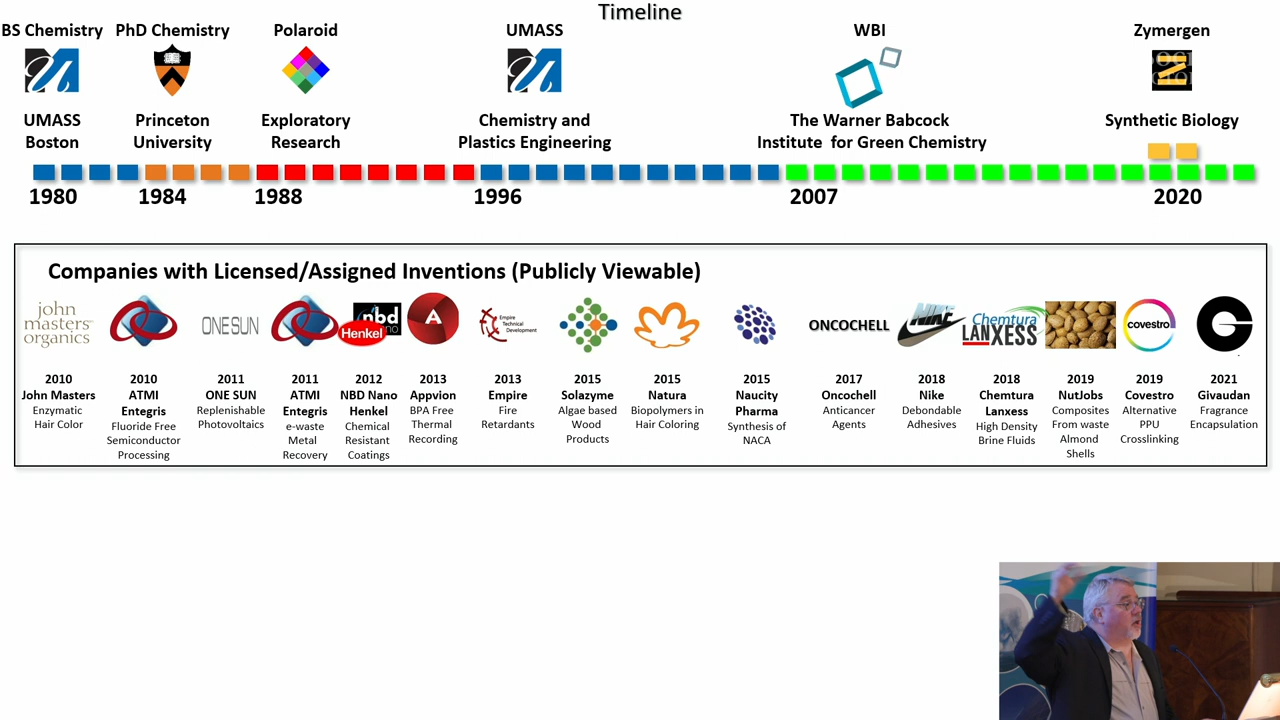 Timeline
BS Chemistry PhD Chemistry Polaroid UMASS WBI Zymergen
UMASS Princeton Exploratory Chemistry and The Warner Babcock Synthetic Biology
Boston University Research Plastics Engineering Institute for Green Chemistry
1980 1984 1988 1996 2007 2020
Companies with Licensed/Assigned Inventions (Publicly Viewable)
john
masters
organics
ONE SUN
nbd
Henkel
A
Empire
Technical
Development
ONCOCHELL
NIKE
Chemtura
LANXESS
covestro
2010
John Masters
Enzymatic
Hair Color
2010
ATMI
Entegris
Fluoride Free
Semiconductor
Processing
2011
ONE SUN
Replenishable
Photovoltaics
2011
ATMI
Entegris
e-waste
Metal
Recovery
2012
NBD Nano
Henkel
Chemical
Resistant
Coatings
2013
Appvion
BPA Free
Thermal
Recording
2013
Empire
Fire
Retardants
2015
Solazyme
Algae based
Wood
Products
2015
Natura
Biopolymers in
Hair Coloring
2015
Naucity
Pharma
Synthesis of
NACA
2017
Oncochell
Anticancer
Agents
2018
Nike
Debondable
Adhesives
2018
Chemtura
Lanxess
High Density
Brine Fluids
2019
NutJobs
Composites
From waste
Almond
Shells
2019
Covestro
Alternative
PPU
Crosslinking
2021
Givaudan
Fragrance
Encapsulation